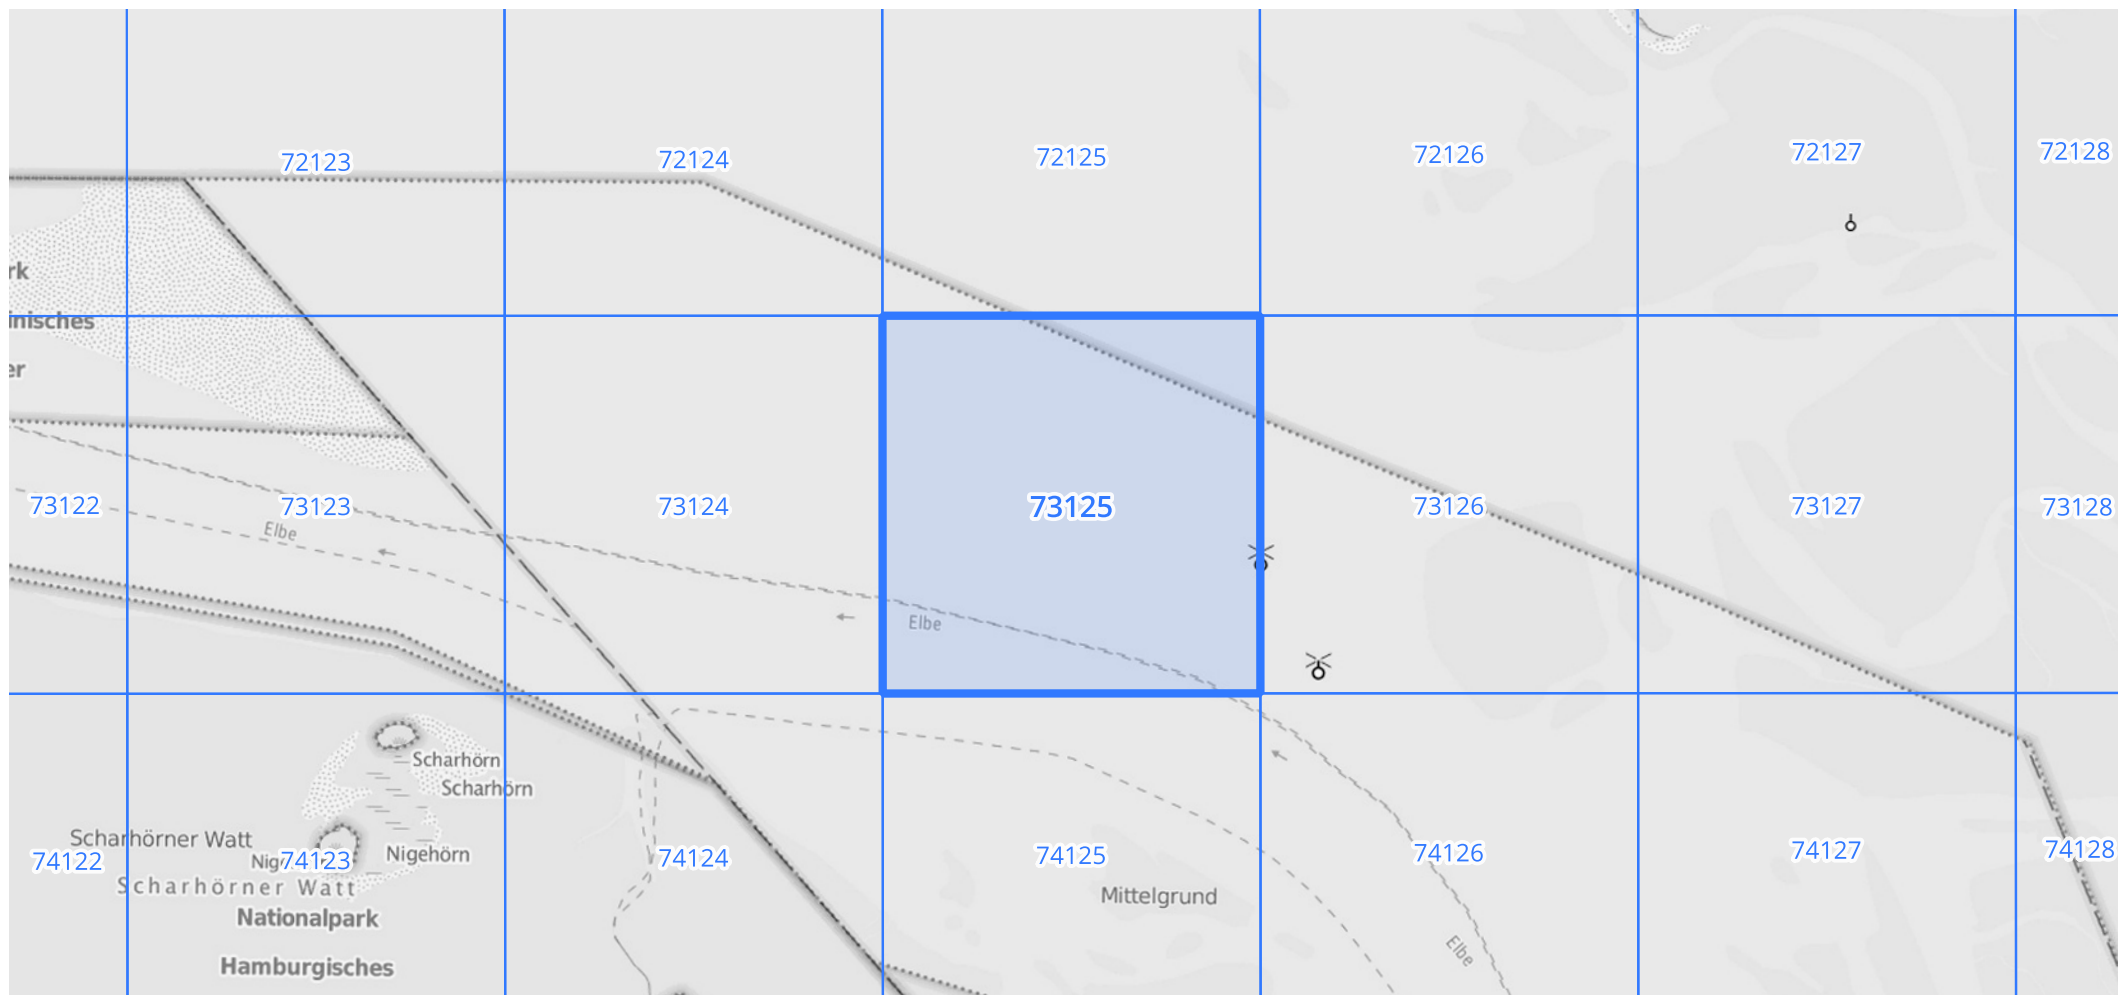 72123
72124
72125
72126
72127
72128
rk
inisches
er
73122
73123
73124
73125
73126
73127
73128
Elbe
Elbe
Scharhörn
Scharhörn
Scharhörner Watt
74122
Nig
74123
Nigehörn
74124
74125
74126
74127
74128
Scharhörner Watt
Mittelgrund
Nationalpark
Elbe
Hamburgisches